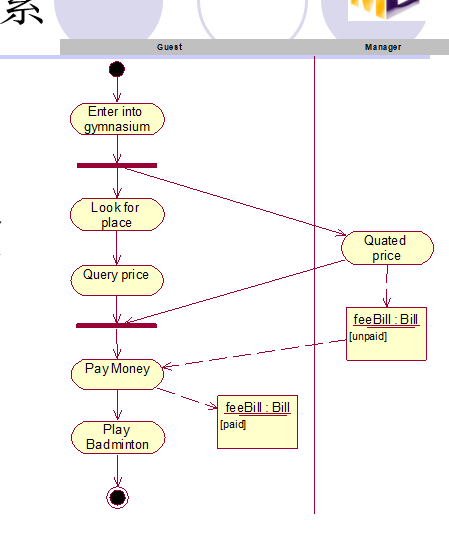 系
Guest
Manager
Enter into
gymnasium
Look for
place
Quated
price
Query price
feeBill : Bill
[unpaid]
Pay Money
feeBill : Bill
[paid]
Play
Badminton